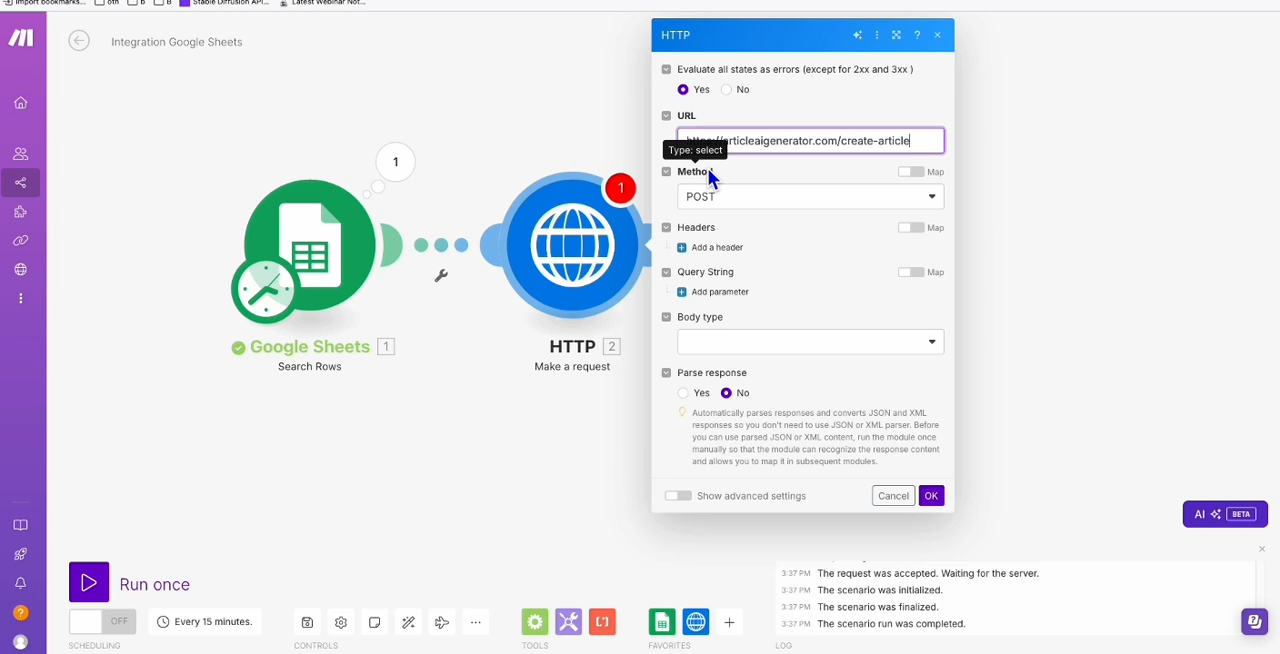 Import bookmarks...
oth
b
B
Stable Diffusion API...
Latest Webinar Not...
Integration Google Sheets
HTTP
?
Evaluate all states as errors (except for 2xx and 3xx )
Yes
No
URL
articleaigenerator.com/create-article
Type: select
Map
POST
Headers
Map
Add a header
Query String
Map
Add parameter
Body type
Parse response
Yes
No
Automatically parses responses and converts JSON and XML
responses so you don't need to use JSON or XML parser. Before
you can use parsed JSON or XML content, run the module once
manually so that the module can recognize the response content
and allows you to map it in subsequent modules.
Show advanced settings
Cancel
OK
1
1
Google Sheets 1
Search Rows
HTTP 2
Make a request
AI BETA
Run once
OFF
Every 15 minutes.
SCHEDULING
CONTROLS
TOOLS
FAVORITES
3:37 PM The request was accepted. Waiting for the server.
3:37 PM The scenario was initialized.
3:37 PM The scenario was finalized.
3:37 PM The scenario run was completed.
LOG
?